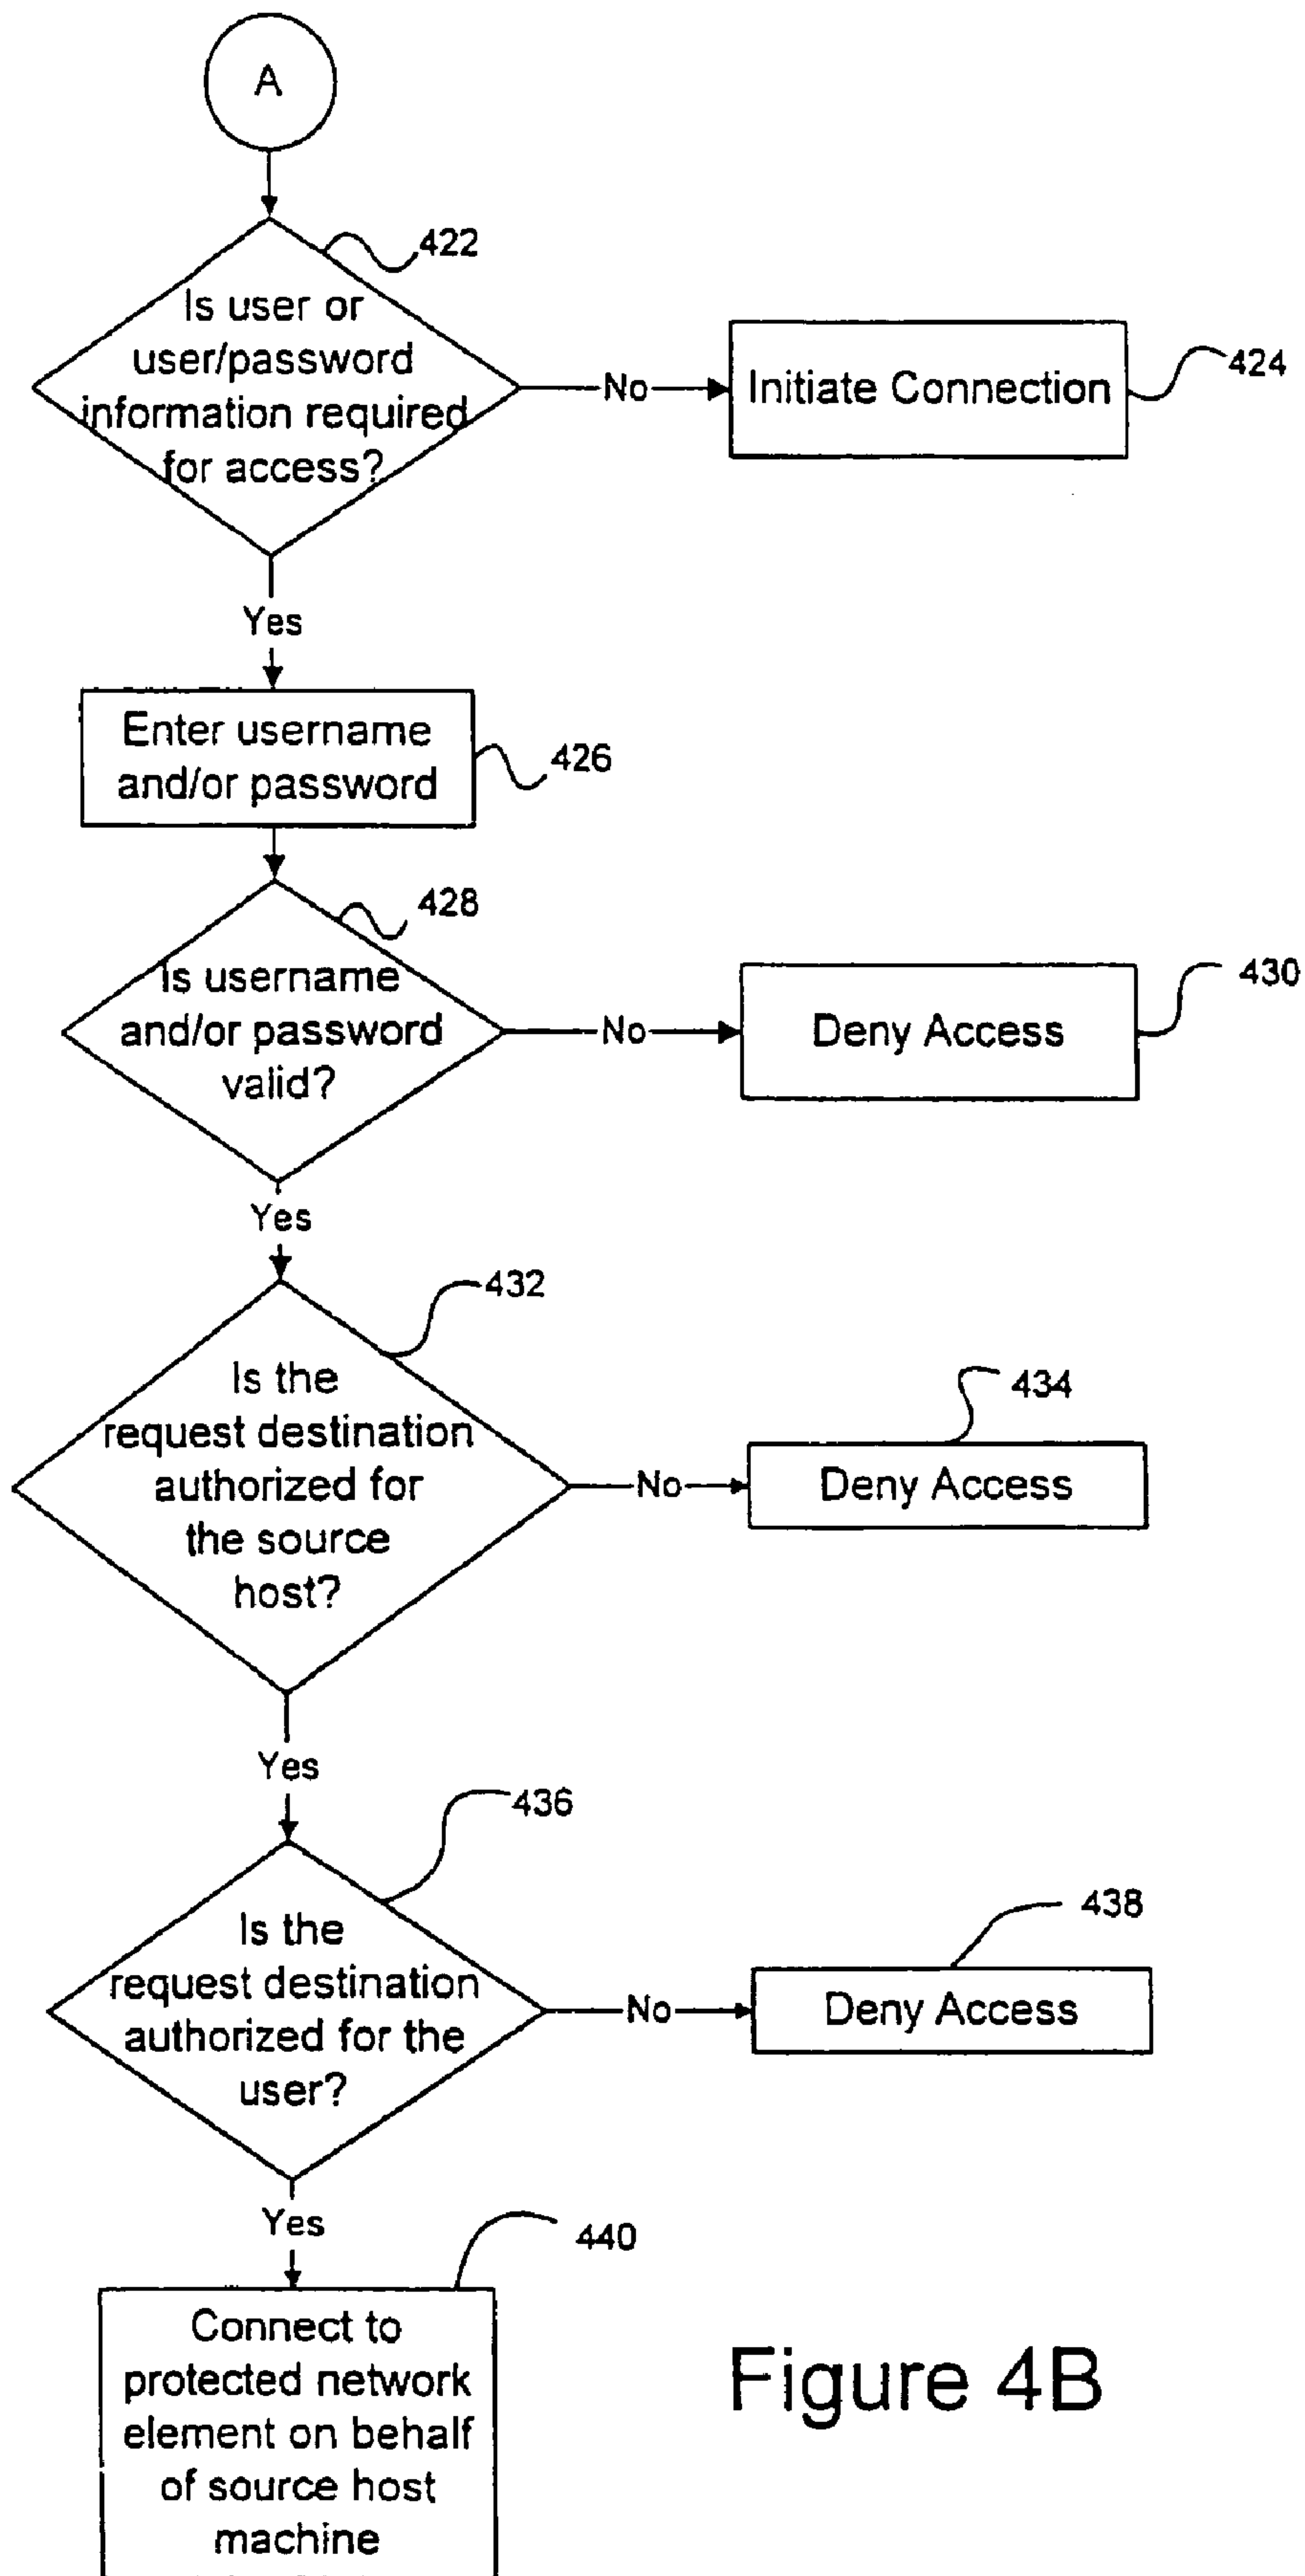 A
422
Is user or
user/password
information required
for access?
No
Initiate Connection
424
Yes
Enter username
and/or password
426
428
Is username
and/or password
valid?
No
Deny Access
430
Yes
432
Is the
request destination
authorized for
the source
host?
No
434
Deny Access
Yes
436
Is the
request destination
authorized for the
user?
No
438
Deny Access
Yes
440
Connect to
protected network
element on behalf
of source host
machine
Figure 4B